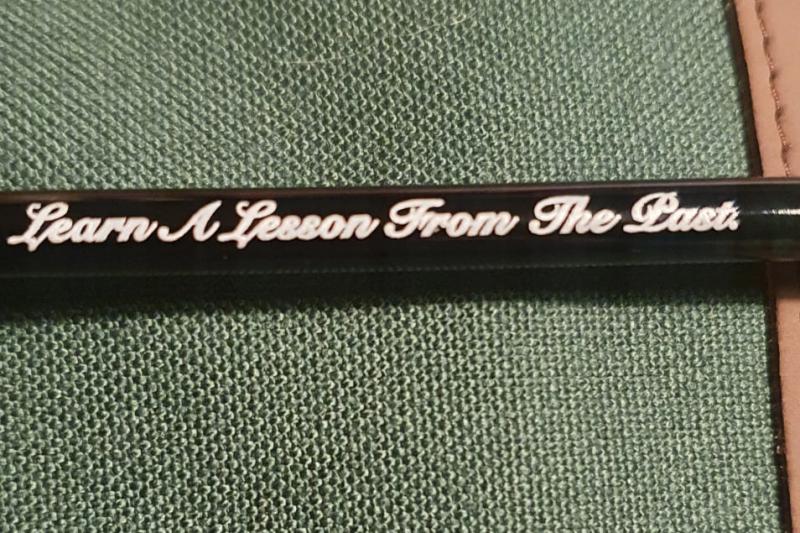 Learn A Lesson From The Past.